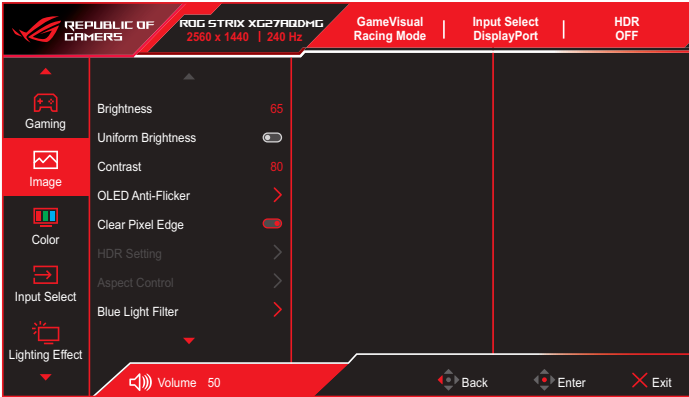 REPUBLIC OF
GAMERS
ROG STRIX XG27AQDMG
2560 x 1440 | 240 Hz
GameVisual
Racing Mode
Input Select
DisplayPort
HDR
OFF
Gaming
Image
Color
Input Select
Lighting Effect
Brightness 65
Uniform Brightness
Contrast 80
OLED Anti-Flicker
Clear Pixel Edge
HDR Setting
Aspect Control
Blue Light Filter
Volume 50
Back
Enter
Exit